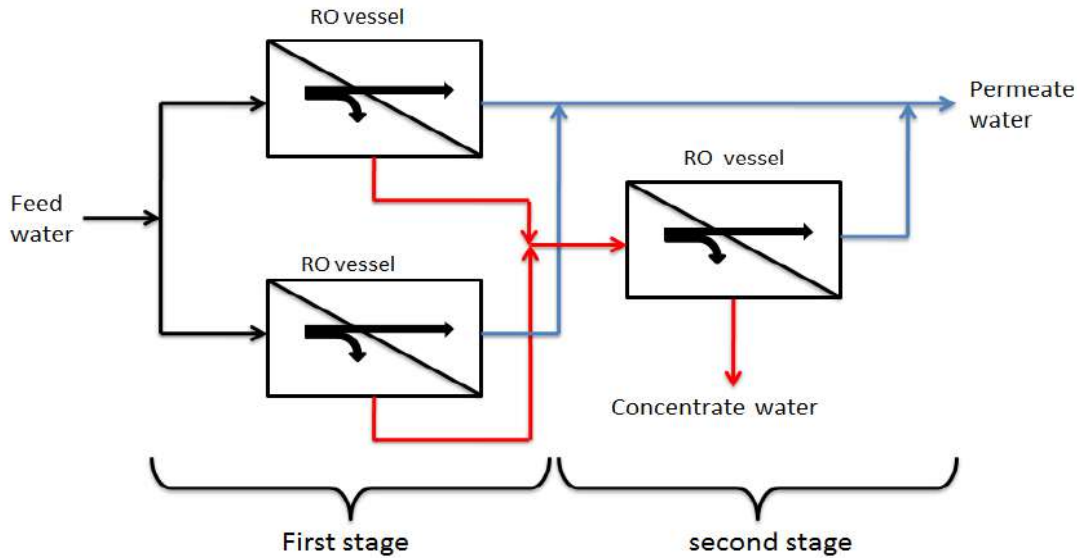 RO vessel
Permeate
water
RO vessel
Feed
water
RO vessel
Concentrate water
First stage
second stage